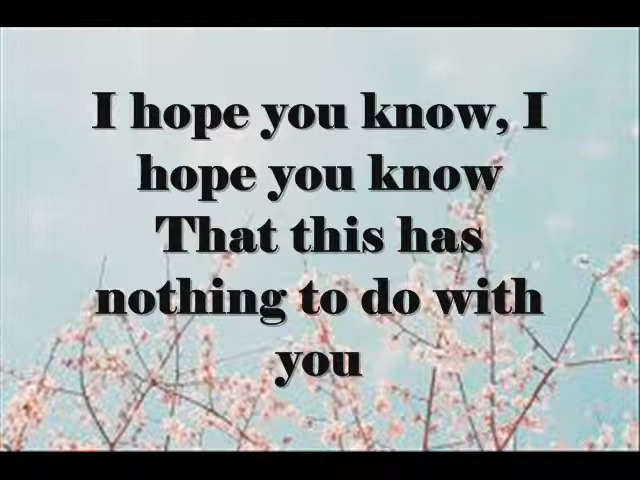 I hope you know, I
hope you know
That this has
nothing to do with
you